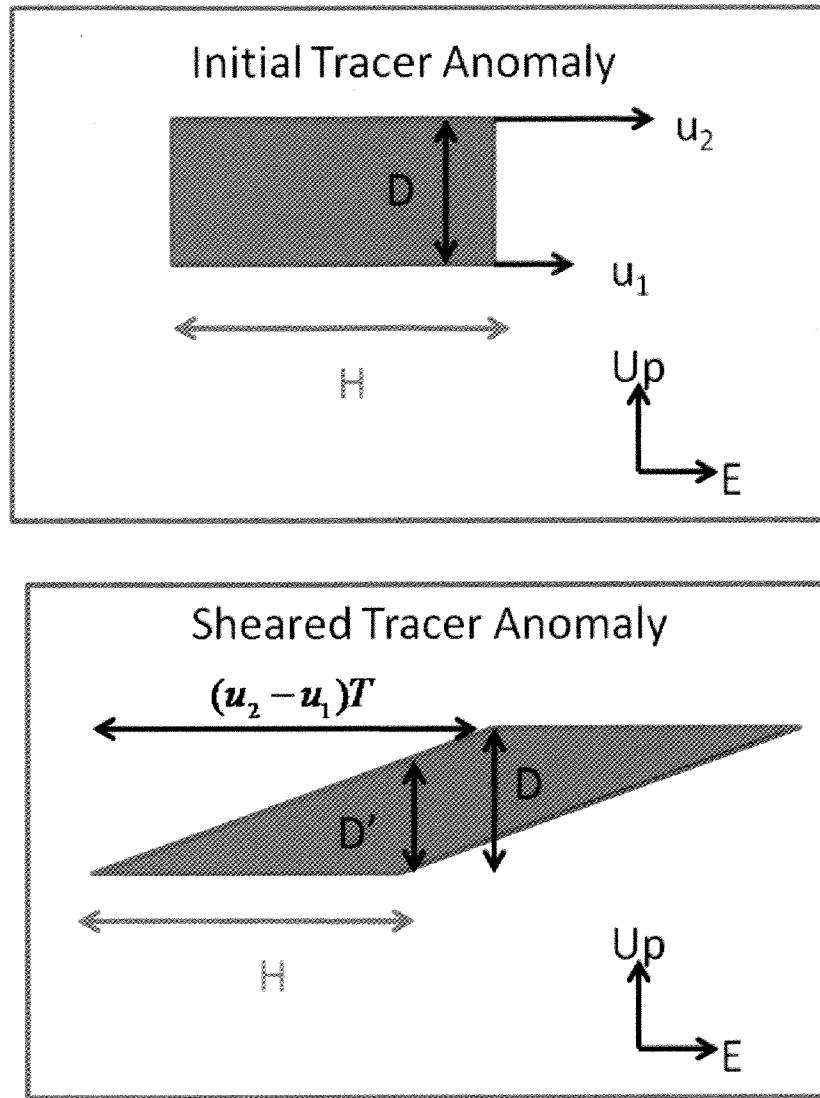 Initial Tracer Anomaly
u₂
D
u₁
H
Up
E
Sheared Tracer Anomaly
(u₂ − u₁)T
D
D′
H
Up
E